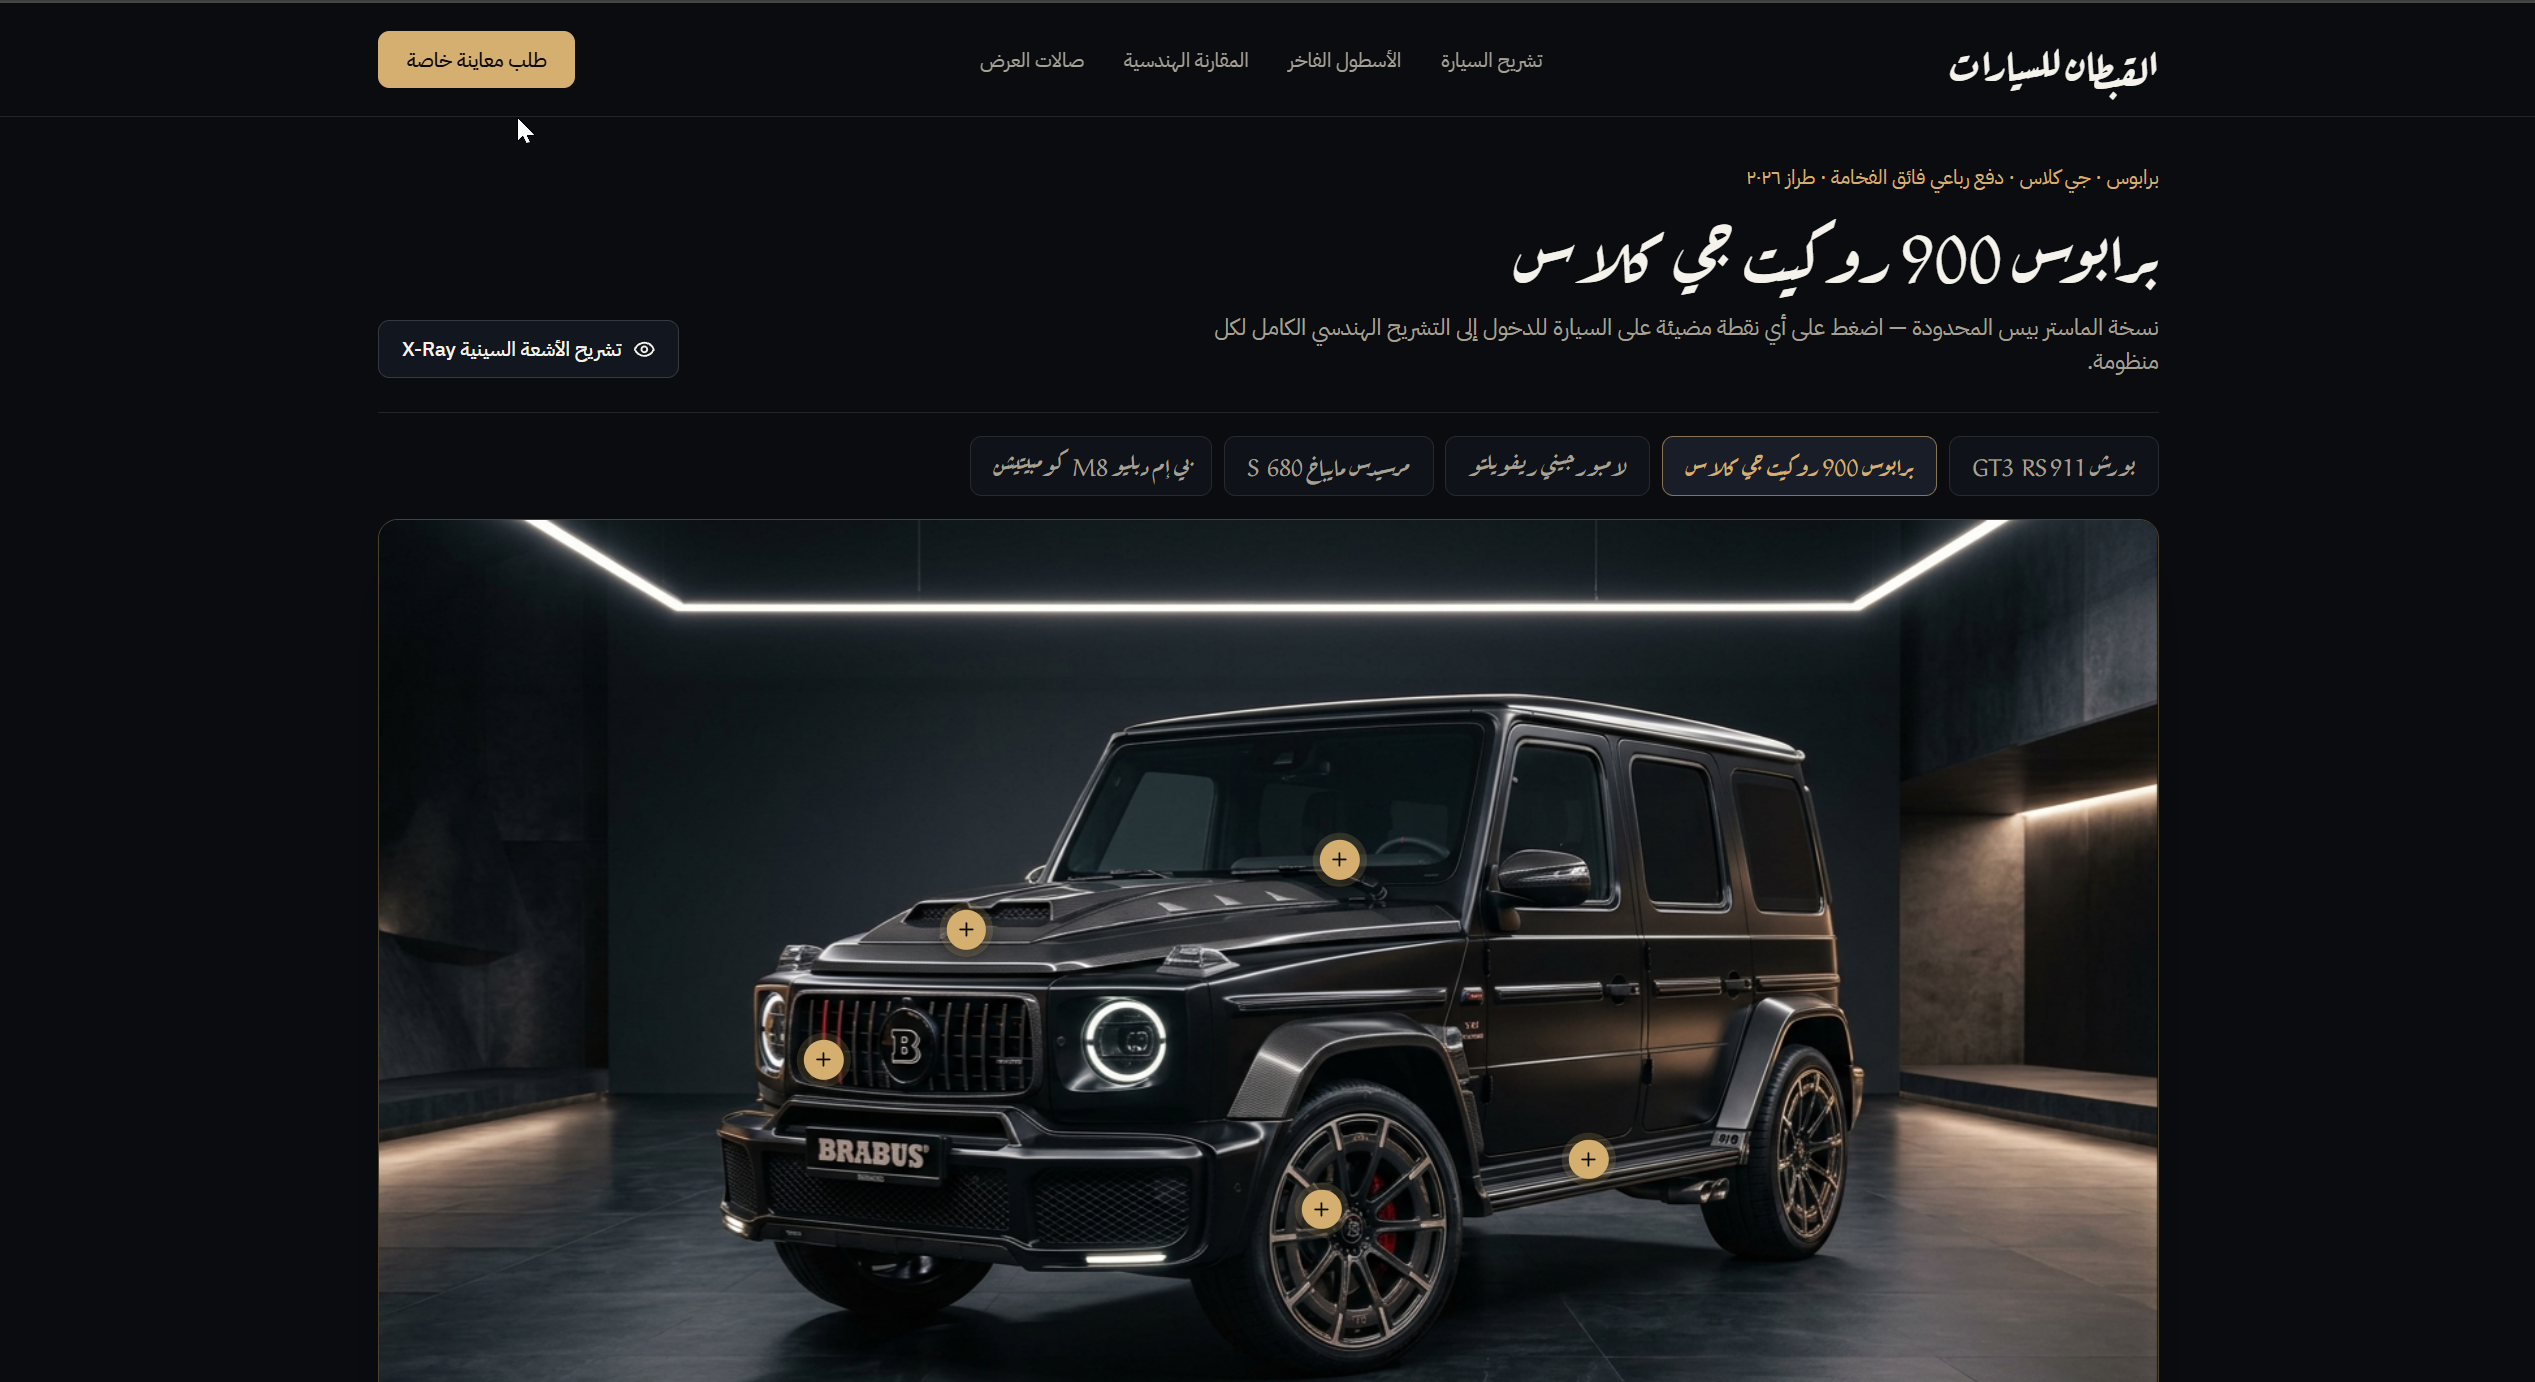 القبطان للسيارات
تشريح السيارة
الأسطول الفاخر
المقارنة الهندسية
صالات العرض
طلب معاينة خاصة
برابوس · جي كلاس · دفع رباعي فائق الفخامة · طراز ٢٠٢٦
برابوس 900 روكيت جي كلاس
نسخة الماستر بيس المحدودة — اضغط على أي نقطة مضيئة على السيارة للدخول إلى التشريح الهندسي الكامل لكل
منظومة.
تشريح الأشعة السينية X-Ray
بورش 911 GT3 RS
برابوس 900 روكيت جي كلاس
لامبورجيني ريفويلتو
مرسيدس مايباخ S 680
بي إم دبليو M8 كومبيتيشن
B
BRABUS